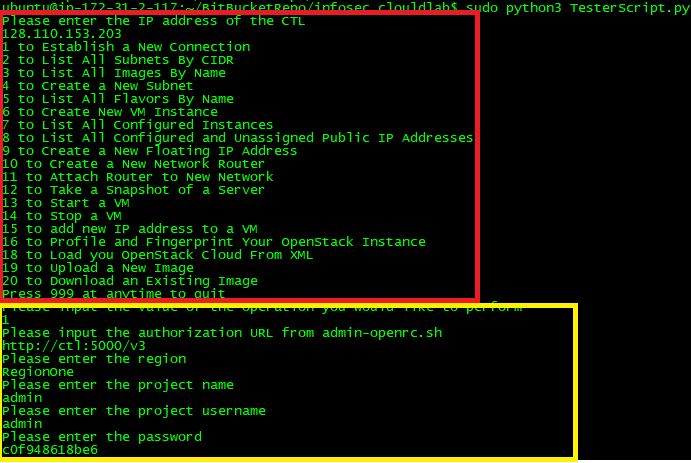 ubuntu@ip-172-31-2-117:~/BitBucketRepo/infosec_clouldlab$ sudo python3 TesterScript.py
Please enter the IP address of the CTL
128.110.153.203
1 to Establish a New Connection
2 to List All Subnets By CIDR
3 to List All Images By Name
4 to Create a New Subnet
5 to List All Flavors By Name
6 to Create New VM Instance
7 to List All Configured Instances
8 to List All Configured and Unassigned Public IP Addresses
9 to Create a New Floating IP Address
10 to Create a New Network Router
11 to Attach Router to New Network
12 to Take a Snapshot of a Server
13 to Start a VM
14 to Stop a VM
15 to add new IP address to a VM
16 to Profile and Fingerprint Your OpenStack Instance
18 to Load you OpenStack Cloud From XML
19 to Upload a New Image
20 to Download an Existing Image
Press 999 at anytime to quit
Please input the value of the operation you would like to perform
1
Please input the authorization URL from admin-openrc.sh
http://ctl:5000/v3
Please enter the region
RegionOne
Please enter the project name
admin
Please enter the project username
admin
Please enter the password
c0f948618be6